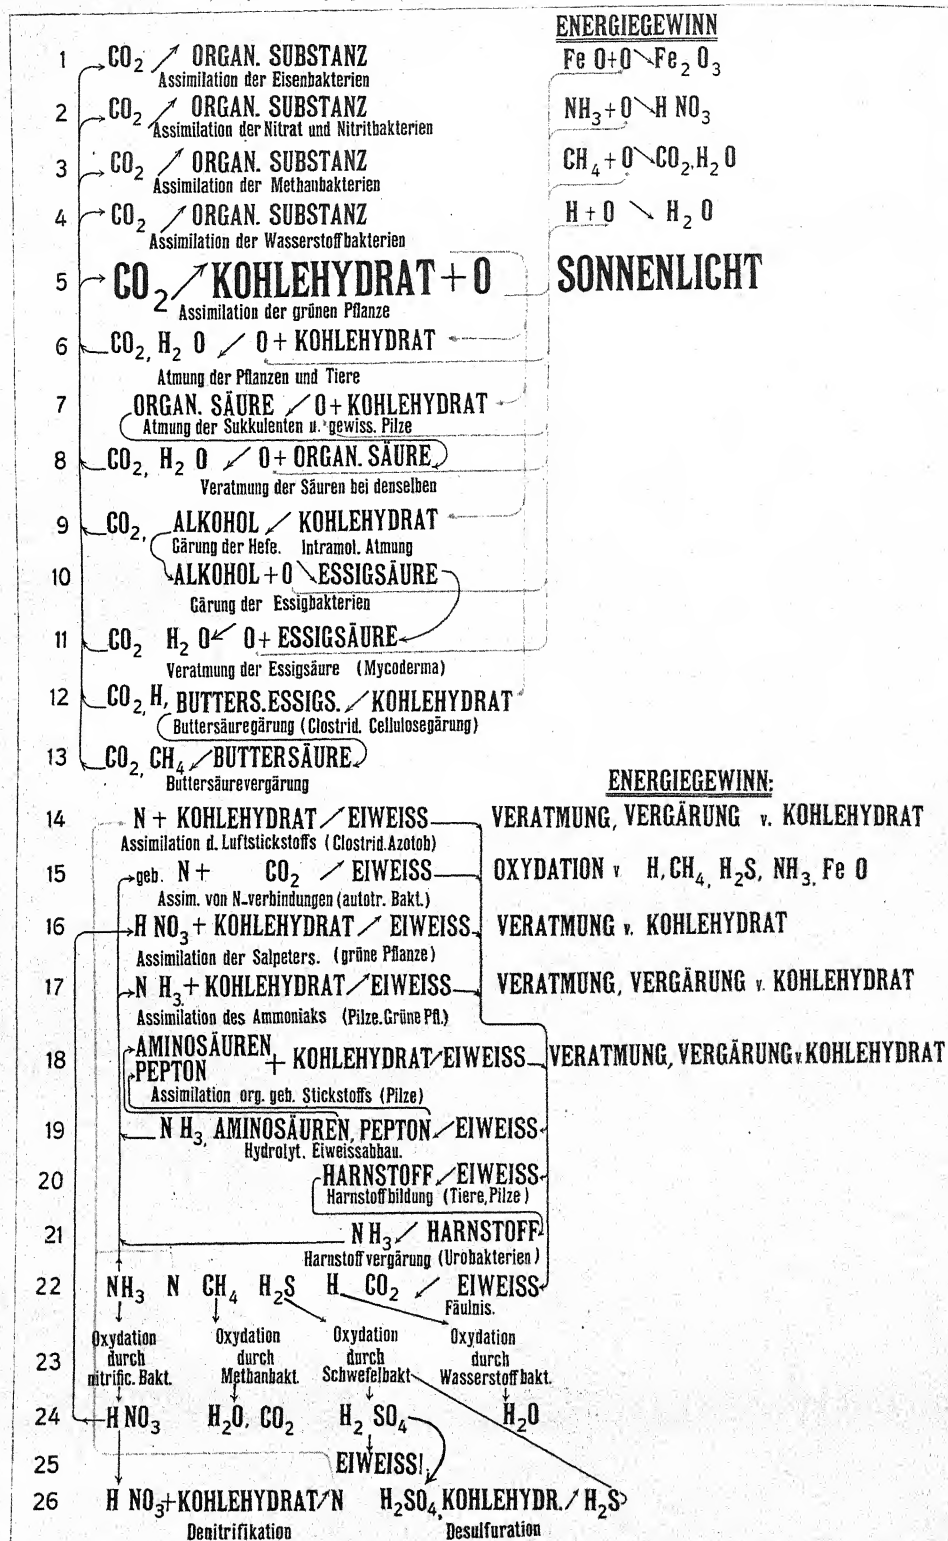 ENERGIEGEWINN
1 CO2 ↗ ORGAN. SUBSTANZ Fe O+O↘Fe2 O3
Assimilation der Eisenbakterien
2 CO2 ↗ ORGAN. SUBSTANZ NH3+O↘H NO3
Assimilation der Nitrat und Nitritbakterien
3 CO2 ↗ ORGAN. SUBSTANZ CH4+O↘CO2.H2O
Assimilation der Methanbakterien
4 CO2 ↗ ORGAN. SUBSTANZ H+O ↘ H2O
Assimilation der Wasserstoffbakterien
5 CO2↗KOHLEHYDRAT+O SONNENLICHT
Assimilation der grünen Pflanze
6 CO2, H2 O ↙ O+KOHLEHYDRAT
Atmung der Pflanzen und Tiere
7 ORGAN. SÄURE ↙O+KOHLEHYDRAT
Atmung der Sukkulenten u. gewiss. Pilze
8 CO2, H2 O ↙ O+ORGAN. SÄURE
Veratmung der Säuren bei denselben
9 CO2, ALKOHOL ↙ KOHLEHYDRAT
Gärung der Hefe. Intramol. Atmung
10 ALKOHOL+O↘ESSIGSÄURE
Gärung der Essigbakterien
11 CO2 H2 O↙ O+ESSIGSÄURE
Veratmung der Essigsäure (Mycoderma)
12 CO2, H, BUTTERS.ESSIGS.↙KOHLEHYDRAT
Buttersäuregärung (Clostrid. Cellulosegärung)
13 CO2, CH4↙BUTTERSÄURE
Buttersäurevergärung
ENERGIEGEWINN:
14 N+KOHLEHYDRAT↗EIWEISS VERATMUNG, VERGÄRUNG v. KOHLEHYDRAT
Assimilation d. Luftstickstoffs (Clostrid.Azotob)
15 geb. N+ CO2 ↗EIWEISS OXYDATION v H,CH4, H2S, NH3, Fe O
Assim. von N-verbindungen (autotr. Bakt.)
16 H NO3+KOHLEHYDRAT↗ EIWEISS VERATMUNG v. KOHLEHYDRAT
Assimilation der Salpeters. (grüne Pflanze)
17 N H3+KOHLEHYDRAT↗EIWEISS VERATMUNG, VERGÄRUNG v. KOHLEHYDRAT
Assimilation des Ammoniaks (Pilze.Grüne Pfl.)
18 AMINOSÄUREN PEPTON + KOHLEHYDRAT↗EIWEISS VERATMUNG, VERGÄRUNG v. KOHLEHYDRAT
Assimilation org. geb. Stickstoffs (Pilze)
19 N H3, AMINOSÄUREN, PEPTON↙EIWEISS
Hydrolyt. Eiweissabbau.
20 HARNSTOFF↙EIWEISS
Harnstoffbildung (Tiere,Pilze)
21 NH3↙ HARNSTOFF
Harnstoffvergärung (Urobakterien)
22 NH3 N CH4 H2S H CO2 ↙ EIWEISS
Fäulnis.
Oxydation Oxydation Oxydation Oxydation
23 durch durch durch durch
nitrific. Bakt. Methanbakt. Schwefelbakt Wasserstoffbakt.
24 H NO3 H2O, CO2 H2 SO4 H2O
25 EIWEISS!
26 H NO3+KOHLEHYDRAT↗N H2SO4,KOHLEHYDR.↗H2S
Denitrifikation Desulfuration